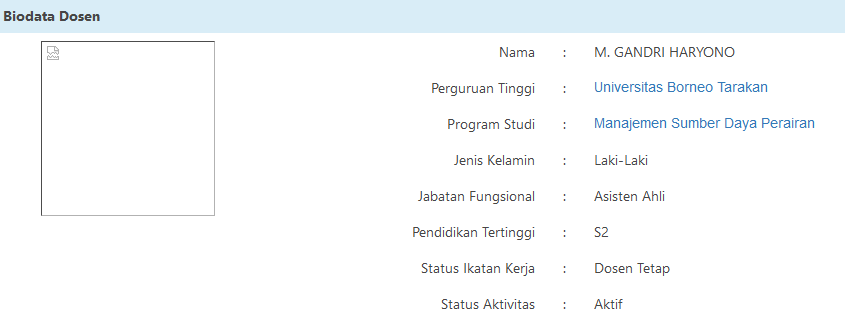 Biodata Dosen
Nama : M. GANDRI HARYONO
Perguruan Tinggi : Universitas Borneo Tarakan
Program Studi : Manajemen Sumber Daya Perairan
Jenis Kelamin : Laki-Laki
Jabatan Fungsional : Asisten Ahli
Pendidikan Tertinggi : S2
Status Ikatan Kerja : Dosen Tetap
Status Aktivitas : Aktif